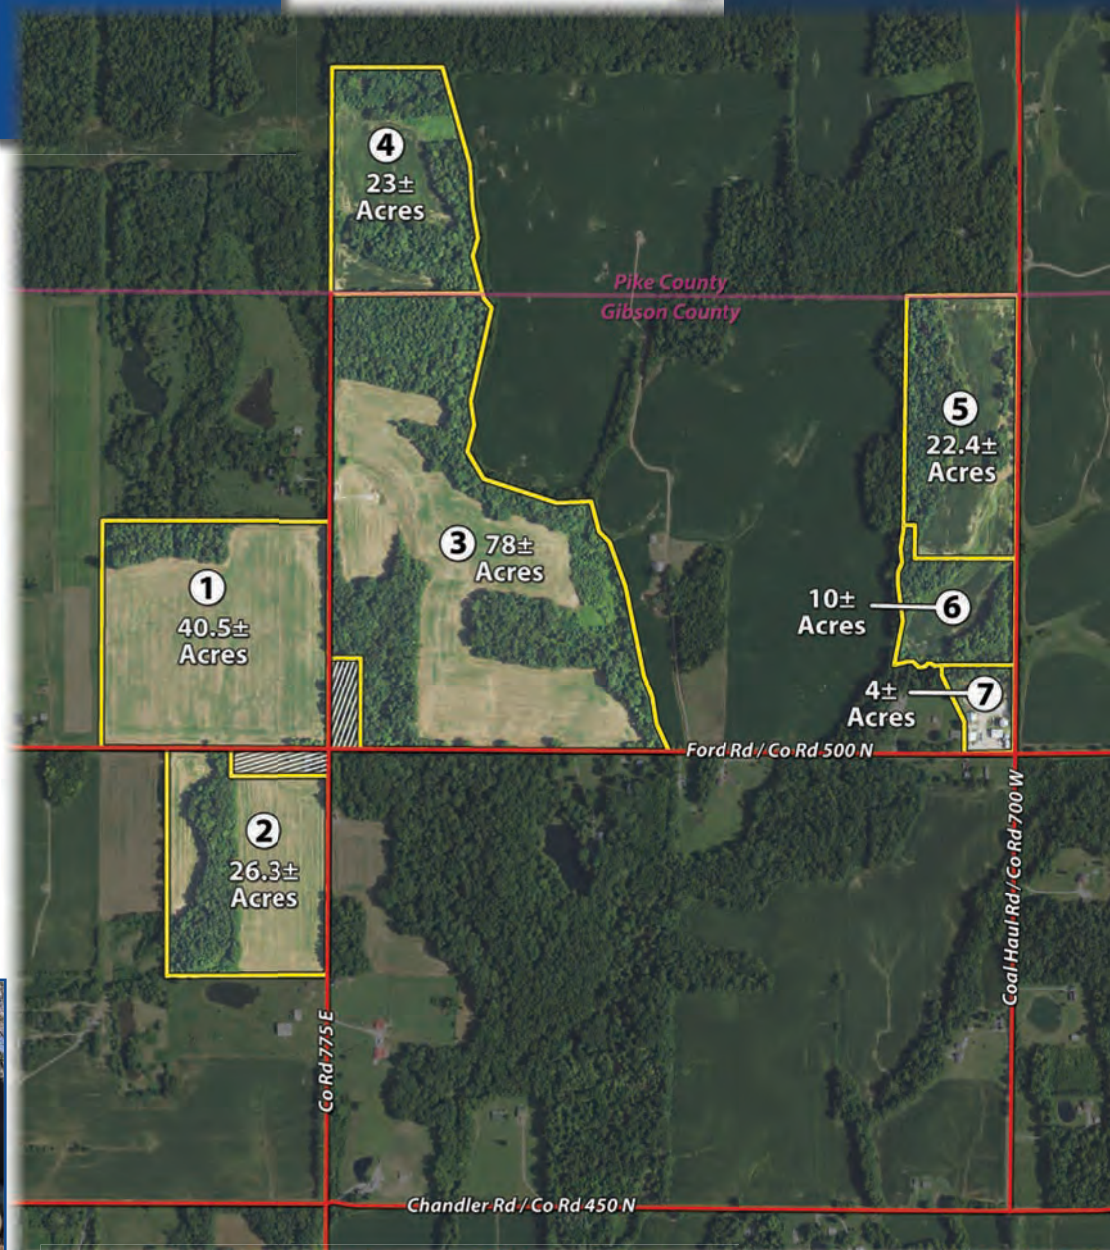 4
23±
Acres
Pike County
Gibson County
5
22.4±
Acres
3 78±
Acres
1
40.5±
Acres
10±
Acres
6
4±
Acres
7
Ford Rd / Co Rd 500 N
2
26.3±
Acres
Coal Haul Rd / Co Rd 700 W
Co Rd 775 E
Chandler Rd / Co Rd 450 N